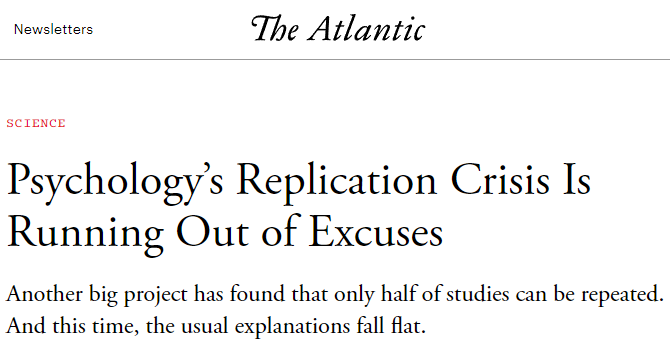 Newsletters
The Atlantic
SCIENCE
Psychology’s Replication Crisis Is
Running Out of Excuses
Another big project has found that only half of studies can be repeated.
And this time, the usual explanations fall flat.